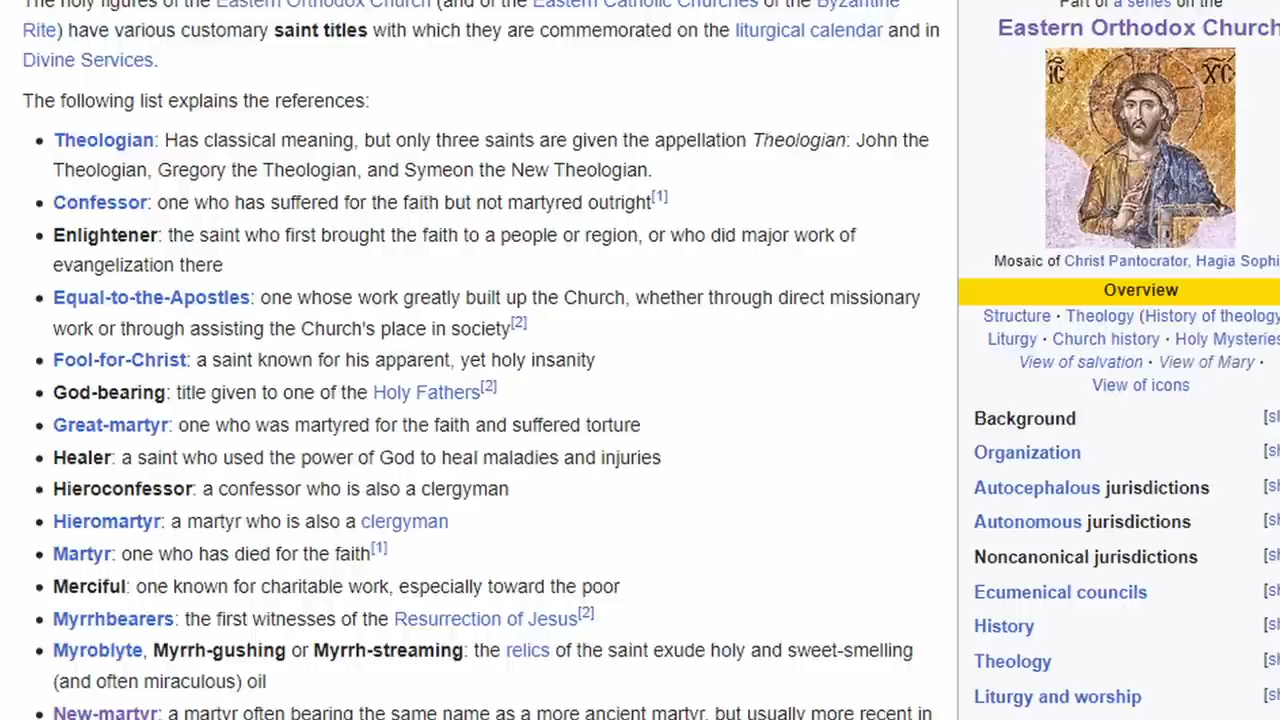 The holy figures of the Eastern Orthodox Church (and of the Eastern Catholic Churches of the Byzantine
Rite) have various customary saint titles with which they are commemorated on the liturgical calendar and in
Divine Services.
The following list explains the references:
• Theologian: Has classical meaning, but only three saints are given the appellation Theologian: John the
Theologian, Gregory the Theologian, and Symeon the New Theologian.
• Confessor: one who has suffered for the faith but not martyred outright[1]
• Enlightener: the saint who first brought the faith to a people or region, or who did major work of
evangelization there
• Equal-to-the-Apostles: one whose work greatly built up the Church, whether through direct missionary
work or through assisting the Church's place in society[2]
• Fool-for-Christ: a saint known for his apparent, yet holy insanity
• God-bearing: title given to one of the Holy Fathers[2]
• Great-martyr: one who was martyred for the faith and suffered torture
• Healer: a saint who used the power of God to heal maladies and injuries
• Hieroconfessor: a confessor who is also a clergyman
• Hieromartyr: a martyr who is also a clergyman
• Martyr: one who has died for the faith[1]
• Merciful: one known for charitable work, especially toward the poor
• Myrrhbearers: the first witnesses of the Resurrection of Jesus[2]
• Myroblyte, Myrrh-gushing or Myrrh-streaming: the relics of the saint exude holy and sweet-smelling
(and often miraculous) oil
• New-martyr: a martyr often bearing the same name as a more ancient martyr, but usually more recent in
Part of a series on the
Eastern Orthodox Church
IC XC
Mosaic of Christ Pantocrator, Hagia Sophi
Overview
Structure · Theology (History of theology
Liturgy · Church history · Holy Mysteries
View of salvation · View of Mary ·
View of icons
Background [sh
Organization [sh
Autocephalous jurisdictions [sh
Autonomous jurisdictions [sh
Noncanonical jurisdictions [sh
Ecumenical councils [sh
History [sh
Theology [sh
Liturgy and worship [sh